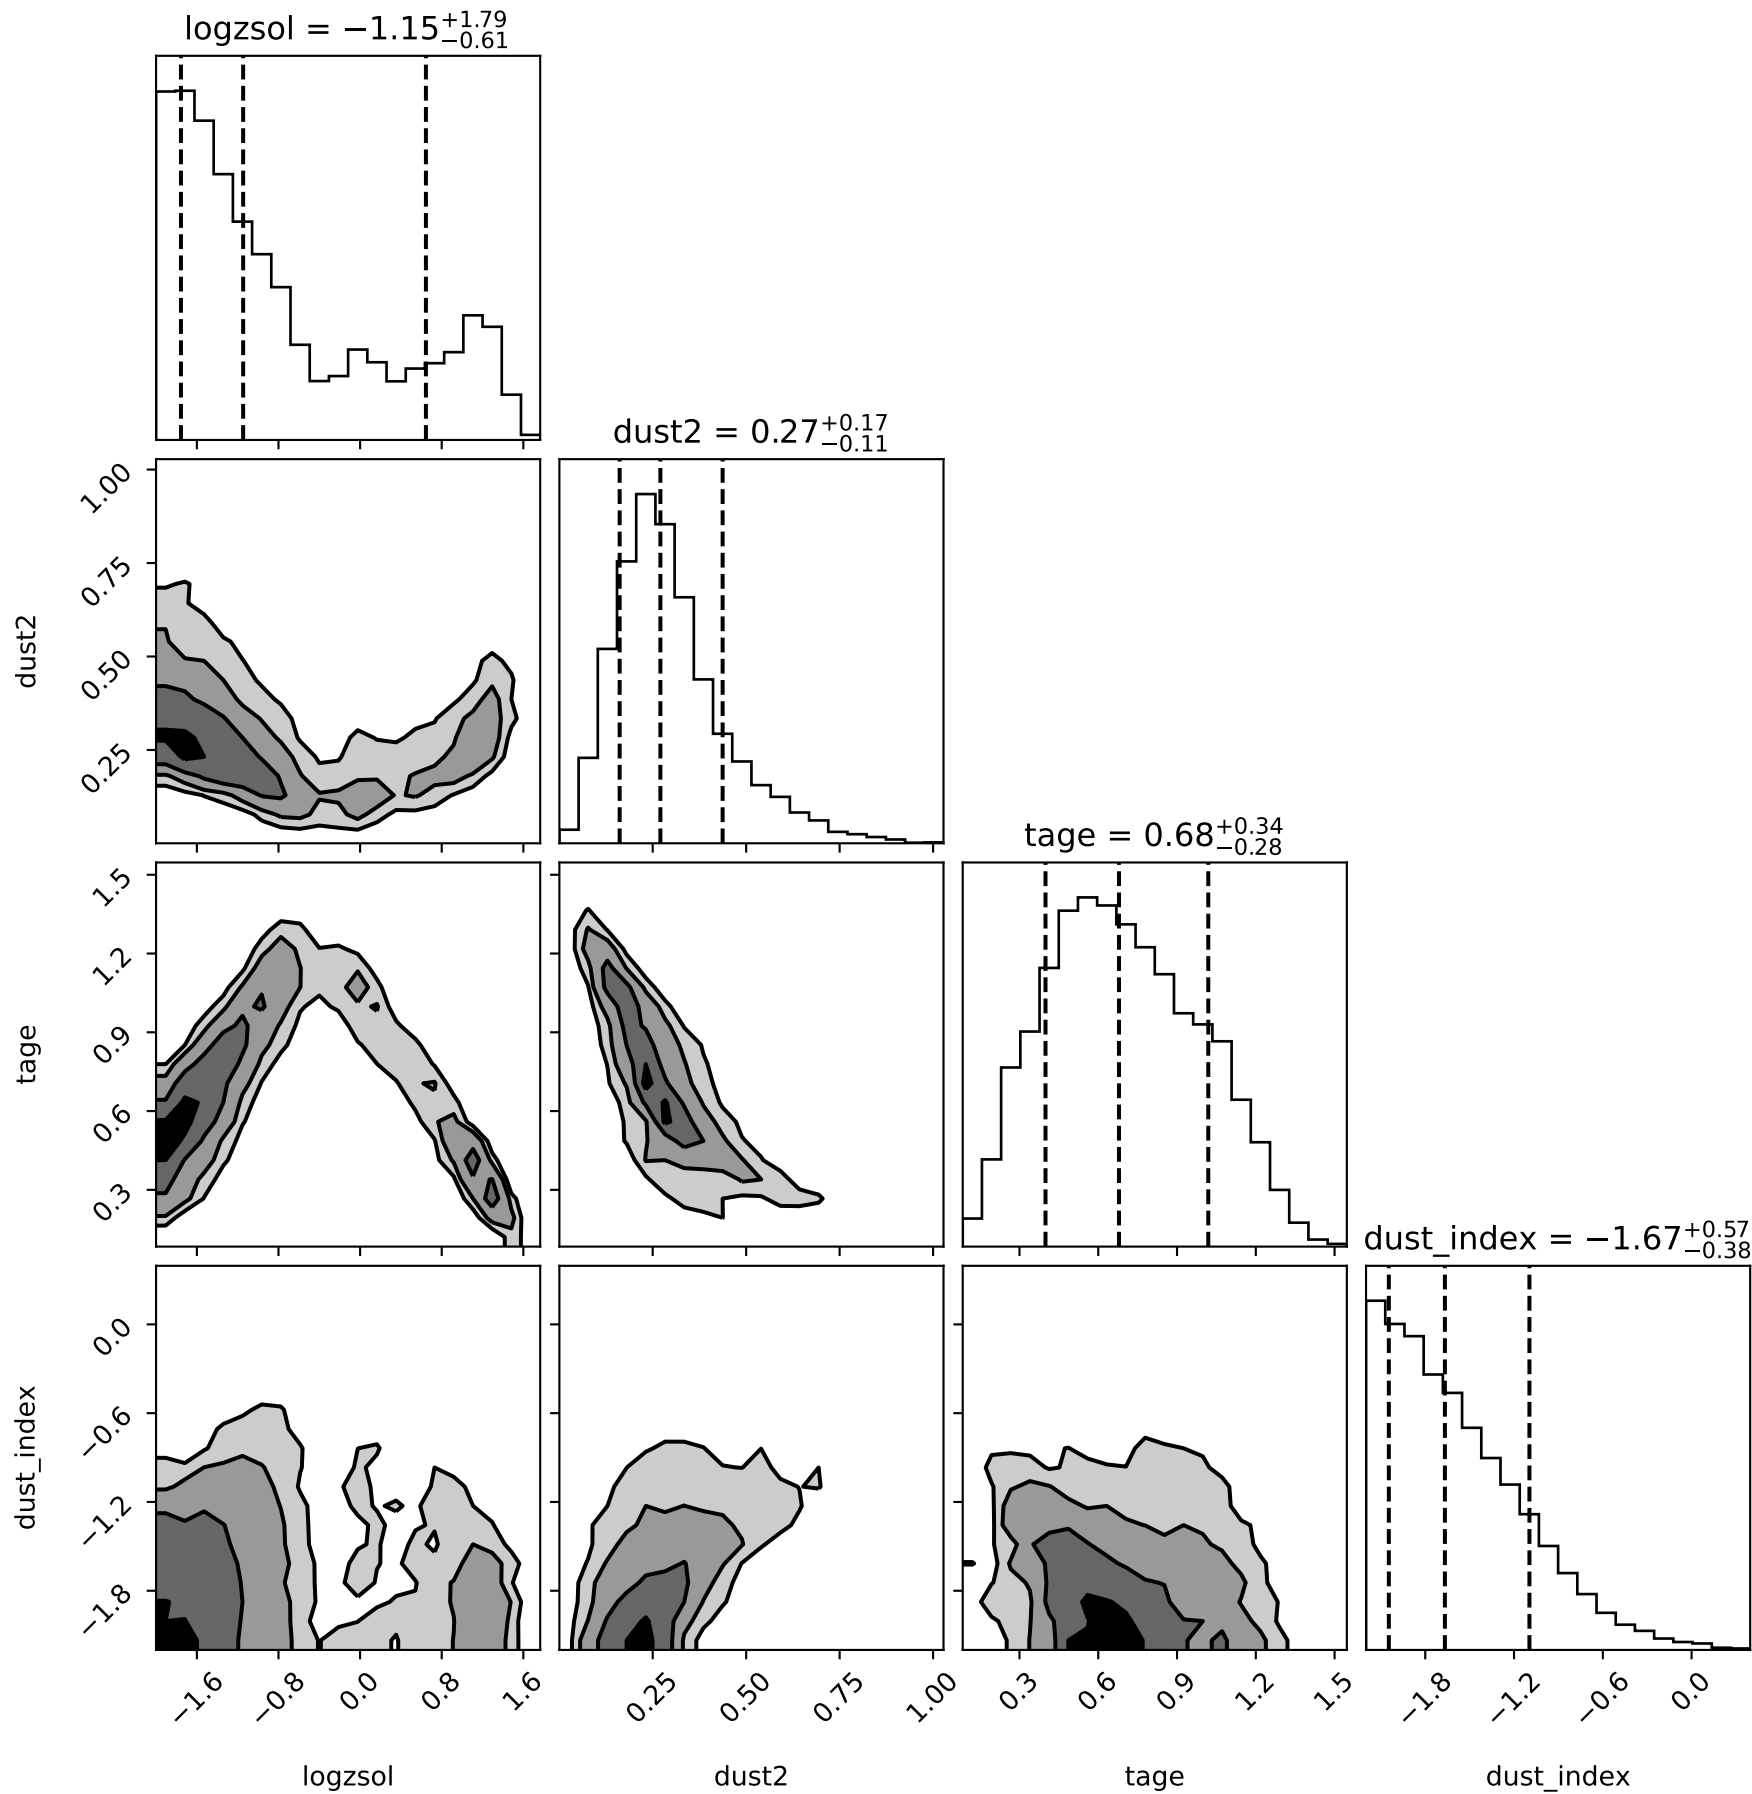 logzsol = −1.15+1.79−0.61
dust2 = 0.27+0.17−0.11
1.00
0.75
0.50
0.25
dust2
tage = 0.68+0.34−0.28
1.5
1.2
0.9
0.6
0.3
tage
dust_index = −1.67+0.57−0.38
0.0
−0.6
−1.2
−1.8
dust_index
−1.6 −0.8 0.0 0.8 1.6 0.25 0.50 0.75 1.00 0.3 0.6 0.9 1.2 1.5 −1.8 −1.2 −0.6 0.0
logzsol dust2 tage dust_index